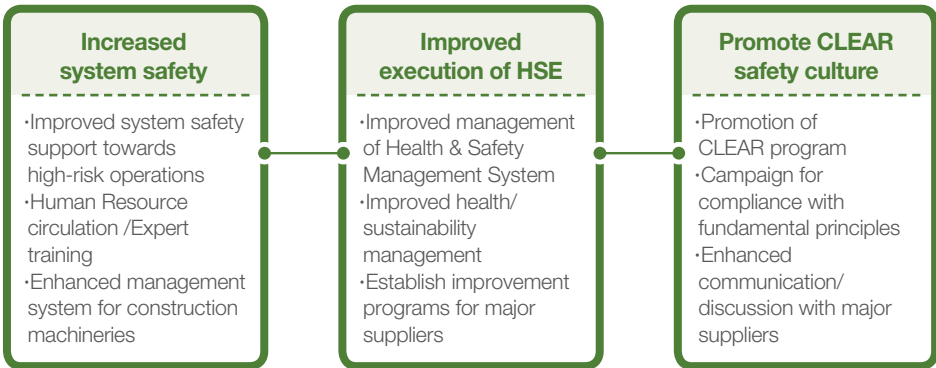 Increased
system safety
·Improved system safety
support towards
high-risk operations
·Human Resource
circulation /Expert
training
·Enhanced management
system for construction
machineries
Improved
execution of HSE
·Improved management
of Health & Safety
Management System
·Improved health/
sustainability
management
·Establish improvement
programs for major
suppliers
Promote CLEAR
safety culture
·Promotion of
CLEAR program
·Campaign for
compliance with
fundamental principles
·Enhanced
communication/
discussion with major
suppliers